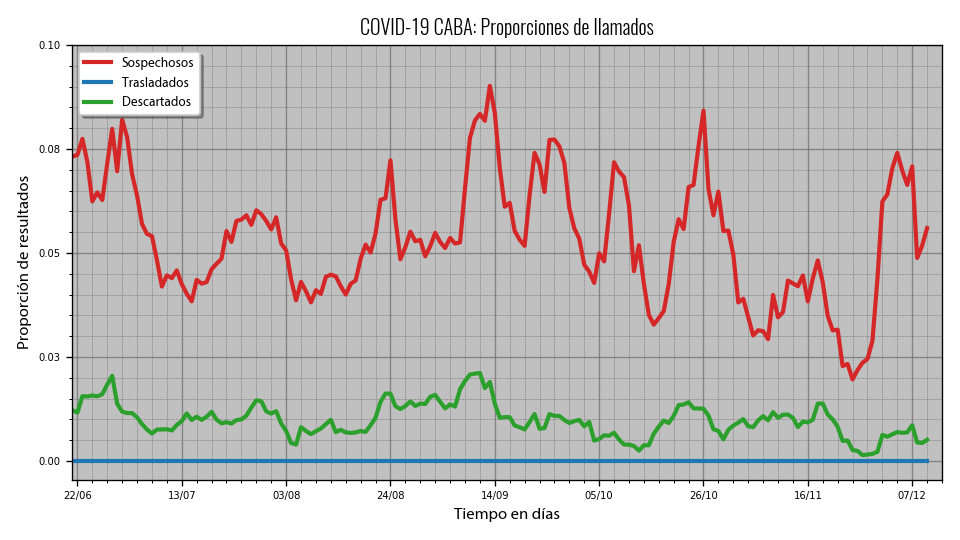 COVID-19 CABA: Proporciones de llamados
Sospechosos
Trasladados
Descartados
Proporción de resultados
0.10
0.08
0.05
0.03
0.00
22/06
13/07
03/08
24/08
14/09
05/10
26/10
16/11
07/12
Tiempo en días